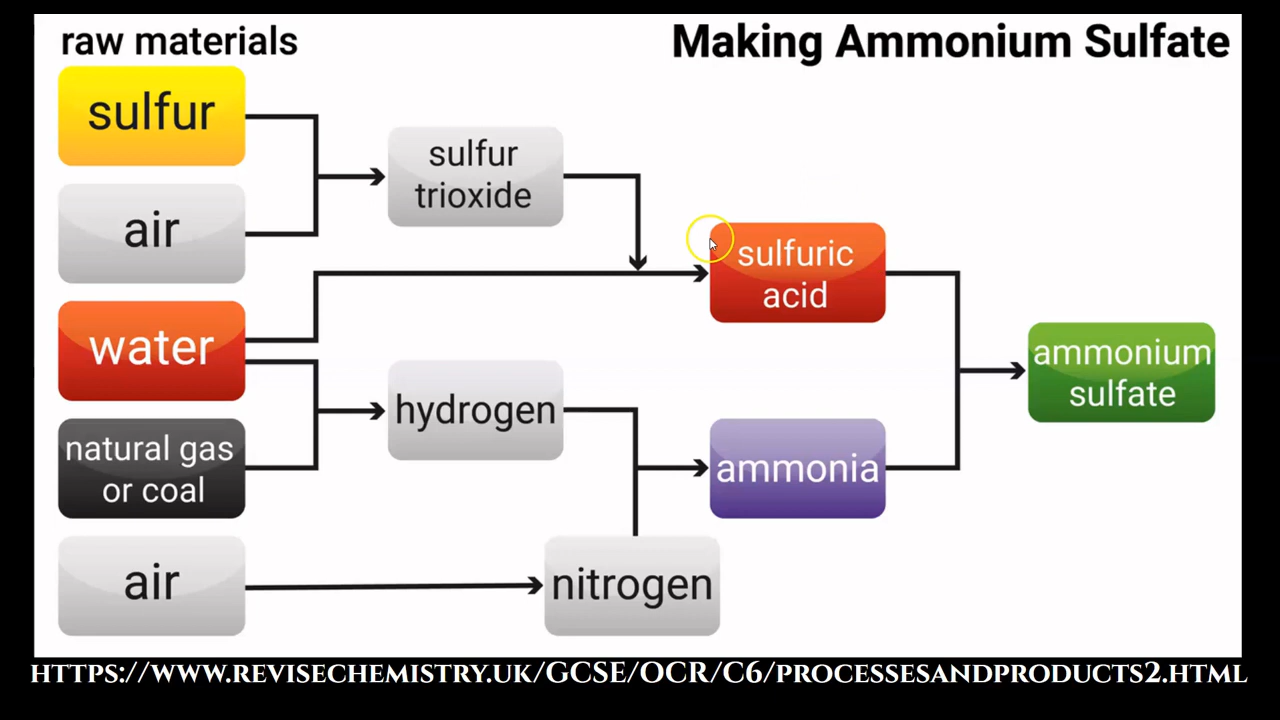 raw materials
Making Ammonium Sulfate
sulfur
air
water
natural gas
or coal
air
sulfur
trioxide
hydrogen
nitrogen
sulfuric
acid
ammonia
ammonium
sulfate
HTTPS://WWW.REVISECHEMISTRY.UK/GCSE/OCR/C6/PROCESSESANDPRODUCTS2.HTML